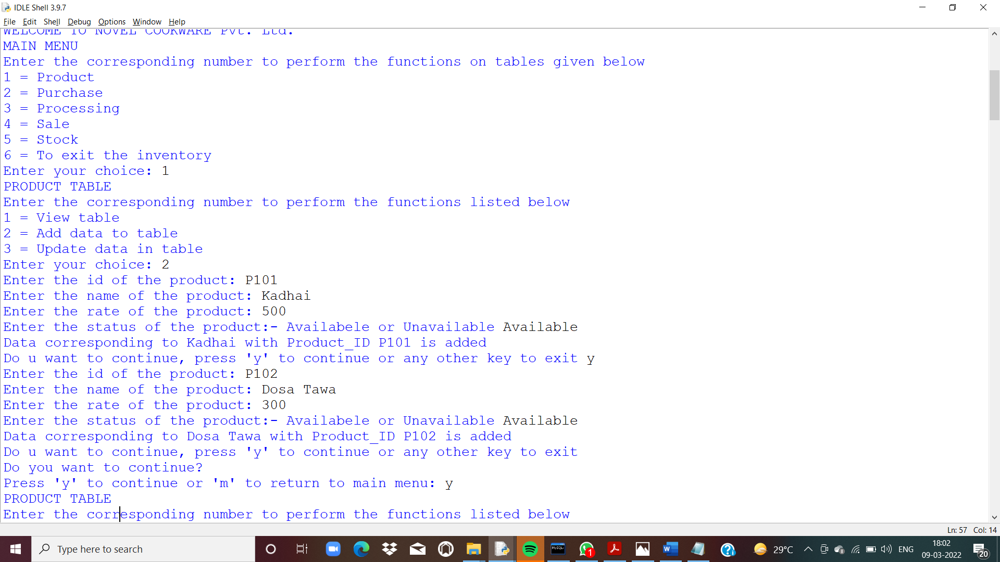 IDLE Shell 3.9.7
File Edit Shell Debug Options Window Help
WELCOME TO NOVEL COOKWARE Pvt. Ltd.
MAIN MENU
Enter the corresponding number to perform the functions on tables given below
1 = Product
2 = Purchase
3 = Processing
4 = Sale
5 = Stock
6 = To exit the inventory
Enter your choice: 1
PRODUCT TABLE
Enter the corresponding number to perform the functions listed below
1 = View table
2 = Add data to table
3 = Update data in table
Enter your choice: 2
Enter the id of the product: P101
Enter the name of the product: Kadhai
Enter the rate of the product: 500
Enter the status of the product:- Availabele or Unavailable Available
Data corresponding to Kadhai with Product_ID P101 is added
Do u want to continue, press 'y' to continue or any other key to exit y
Enter the id of the product: P102
Enter the name of the product: Dosa Tawa
Enter the rate of the product: 300
Enter the status of the product:- Availabele or Unavailable Available
Data corresponding to Dosa Tawa with Product_ID P102 is added
Do u want to continue, press 'y' to continue or any other key to exit
Do you want to continue?
Press 'y' to continue or 'm' to return to main menu: y
PRODUCT TABLE
Enter the corresponding number to perform the functions listed below
Ln: 57 Col: 14
Type here to search
MySQL
1
29°C
ENG
18:02
09-03-2022
20